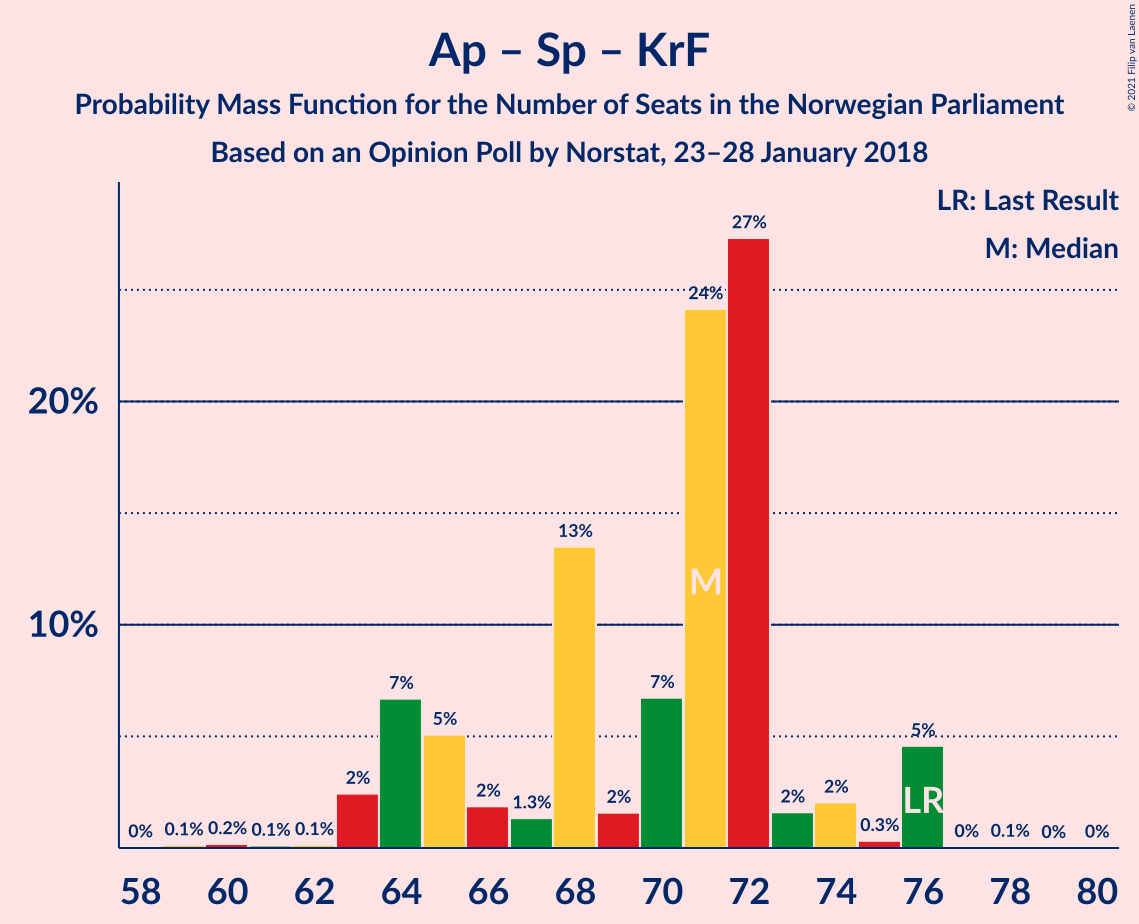 Ap – Sp – KrF
Probability Mass Function for the Number of Seats in the Norwegian Parliament
Based on an Opinion Poll by Norstat, 23–28 January 2018
© 2021 Filip van Laenen
LR: Last Result
M: Median
20%
10%
0% 0.1% 0.2% 0.1% 0.1% 2% 7% 5% 2% 1.3% 13% 2% 7% 24% 27% 2% 2% 0.3% 5% 0% 0.1% 0% 0%
M
LR
58 60 62 64 66 68 70 72 74 76 78 80